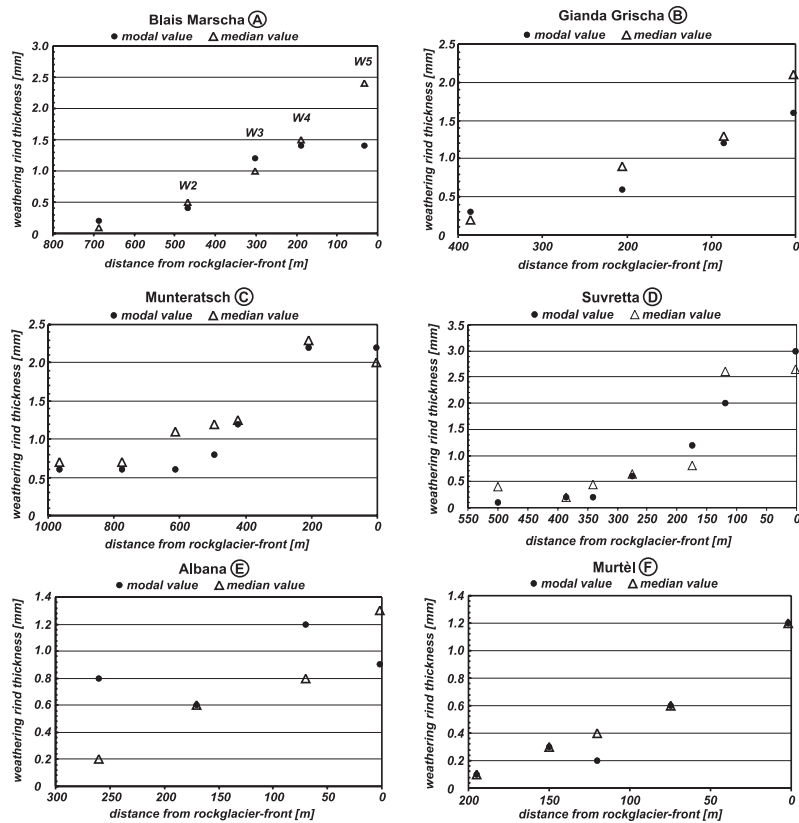 Blais Marscha A
● modal value △ median value
weathering rind thickness [mm]
3.0
2.5
2.0
1.5
1.0
0.5
0
W2
W3
W4
W5
800 700 600 500 400 300 200 100 0
distance from rockglacier-front [m]
Gianda Grischa B
● modal value △ median value
weathering rind thickness [mm]
2.5
2.0
1.5
1.0
0.5
0
400 300 200 100 0
distance from rockglacier-front [m]
Munteratsch C
● modal value △ median value
weathering rind thickness [mm]
2.5
2.0
1.5
1.0
0.5
0
1000 800 600 400 200 0
distance from rockglacier-front [m]
Suvretta D
● modal value △ median value
weathering rind thickness [mm]
3.5
3.0
2.5
2.0
1.5
1.0
0.5
0
550 500 450 400 350 300 250 200 150 100 50 0
distance from rockglacier-front [m]
Albana E
● modal value △ median value
weathering rind thickness [mm]
1.4
1.2
1.0
0.8
0.6
0.4
0.2
0
300 250 200 150 100 50 0
distance from rockglacier-front [m]
Murtèl F
● modal value △ median value
weathering rind thickness [mm]
1.4
1.2
1.0
0.8
0.6
0.4
0.2
0
200 150 100 50 0
distance from rockglacier-front [m]